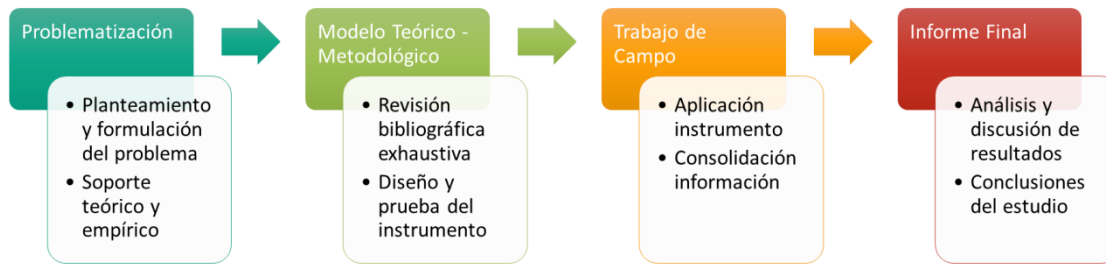 Problematización
• Planteamiento
y formulación
del problema
• Soporte
teórico y
empírico
Modelo Teórico -
Metodológico
• Revisión
bibliográfica
exhaustiva
• Diseño y
prueba del
instrumento
Trabajo de
Campo
• Aplicación
instrumento
• Consolidación
información
Informe Final
• Análisis y
discusión de
resultados
• Conclusiones
del estudio